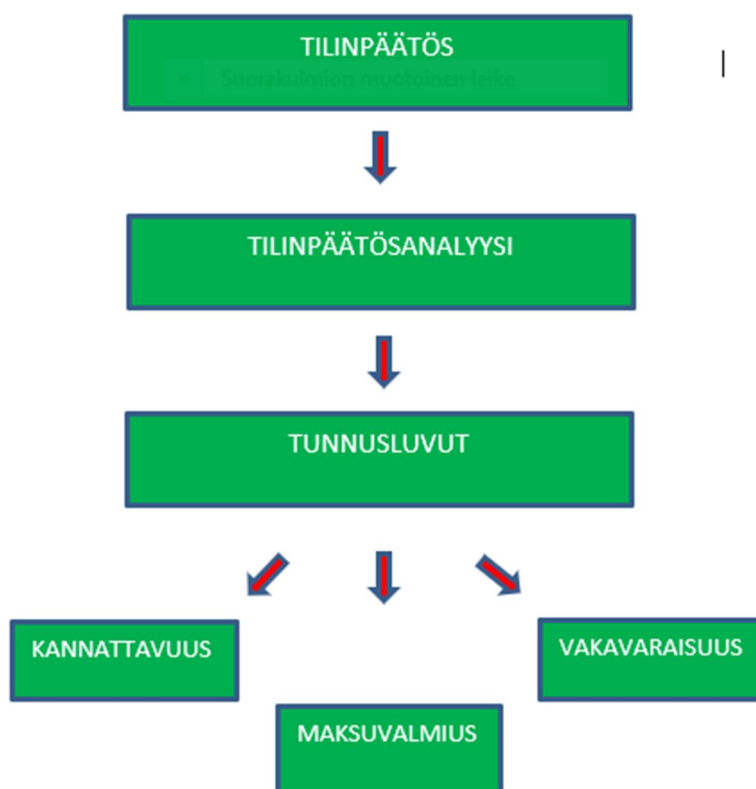 TILINPÄÄTÖS
Suorakulmion muotoinen leike
TILINPÄÄTÖSANALYYSI
TUNNUSLUVUT
KANNATTAVUUS
VAKAVARAISUUS
MAKSUVALMIUS